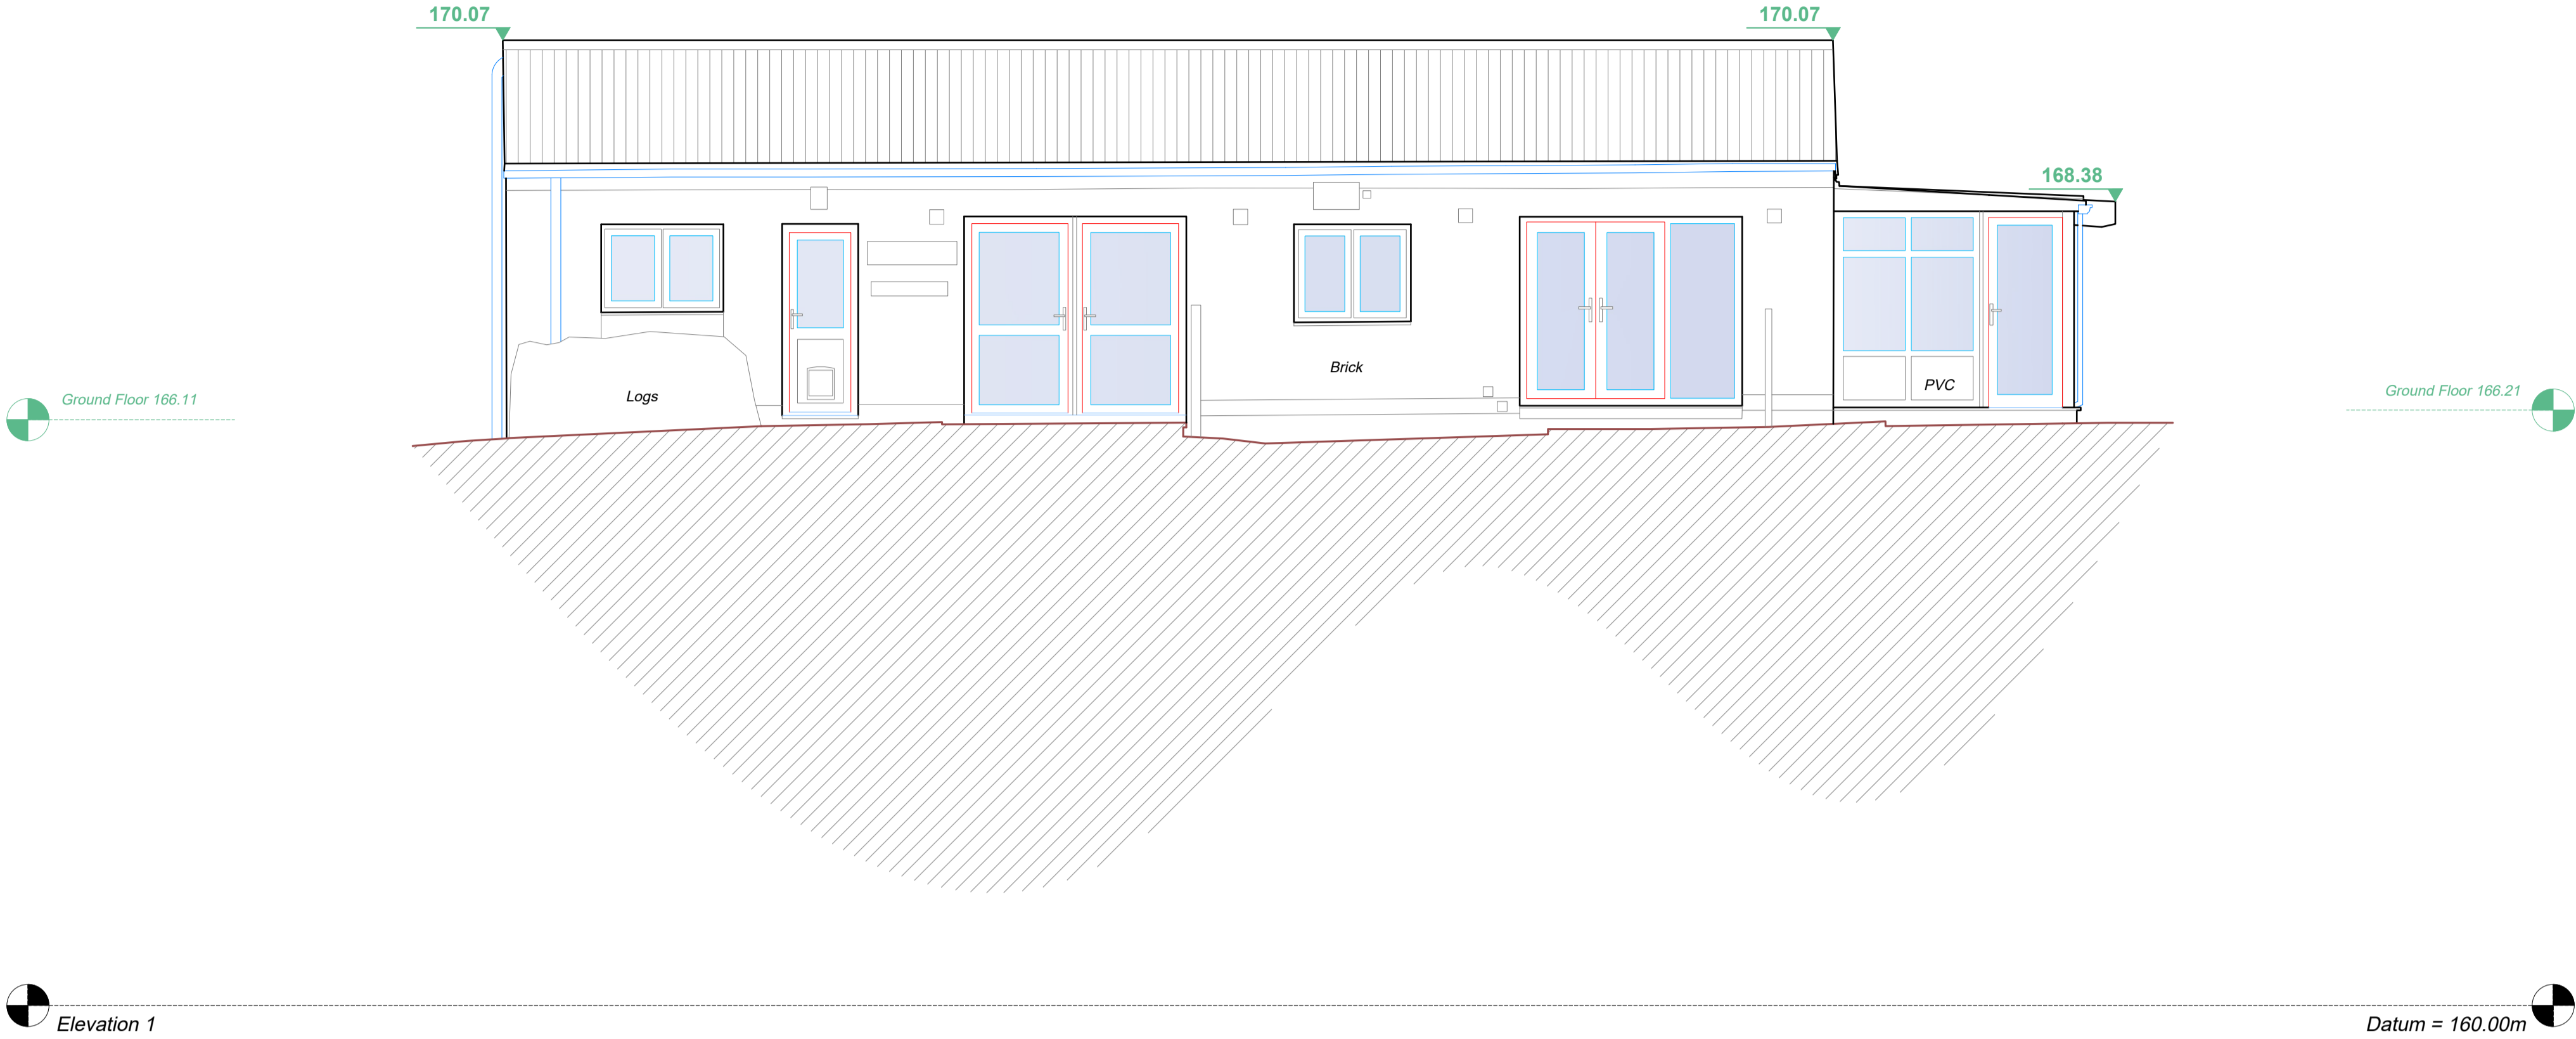 170.07
170.07
168.38
Ground Floor 166.11
Logs
Brick
PVC
Ground Floor 166.21
Elevation 1
Datum = 160.00m